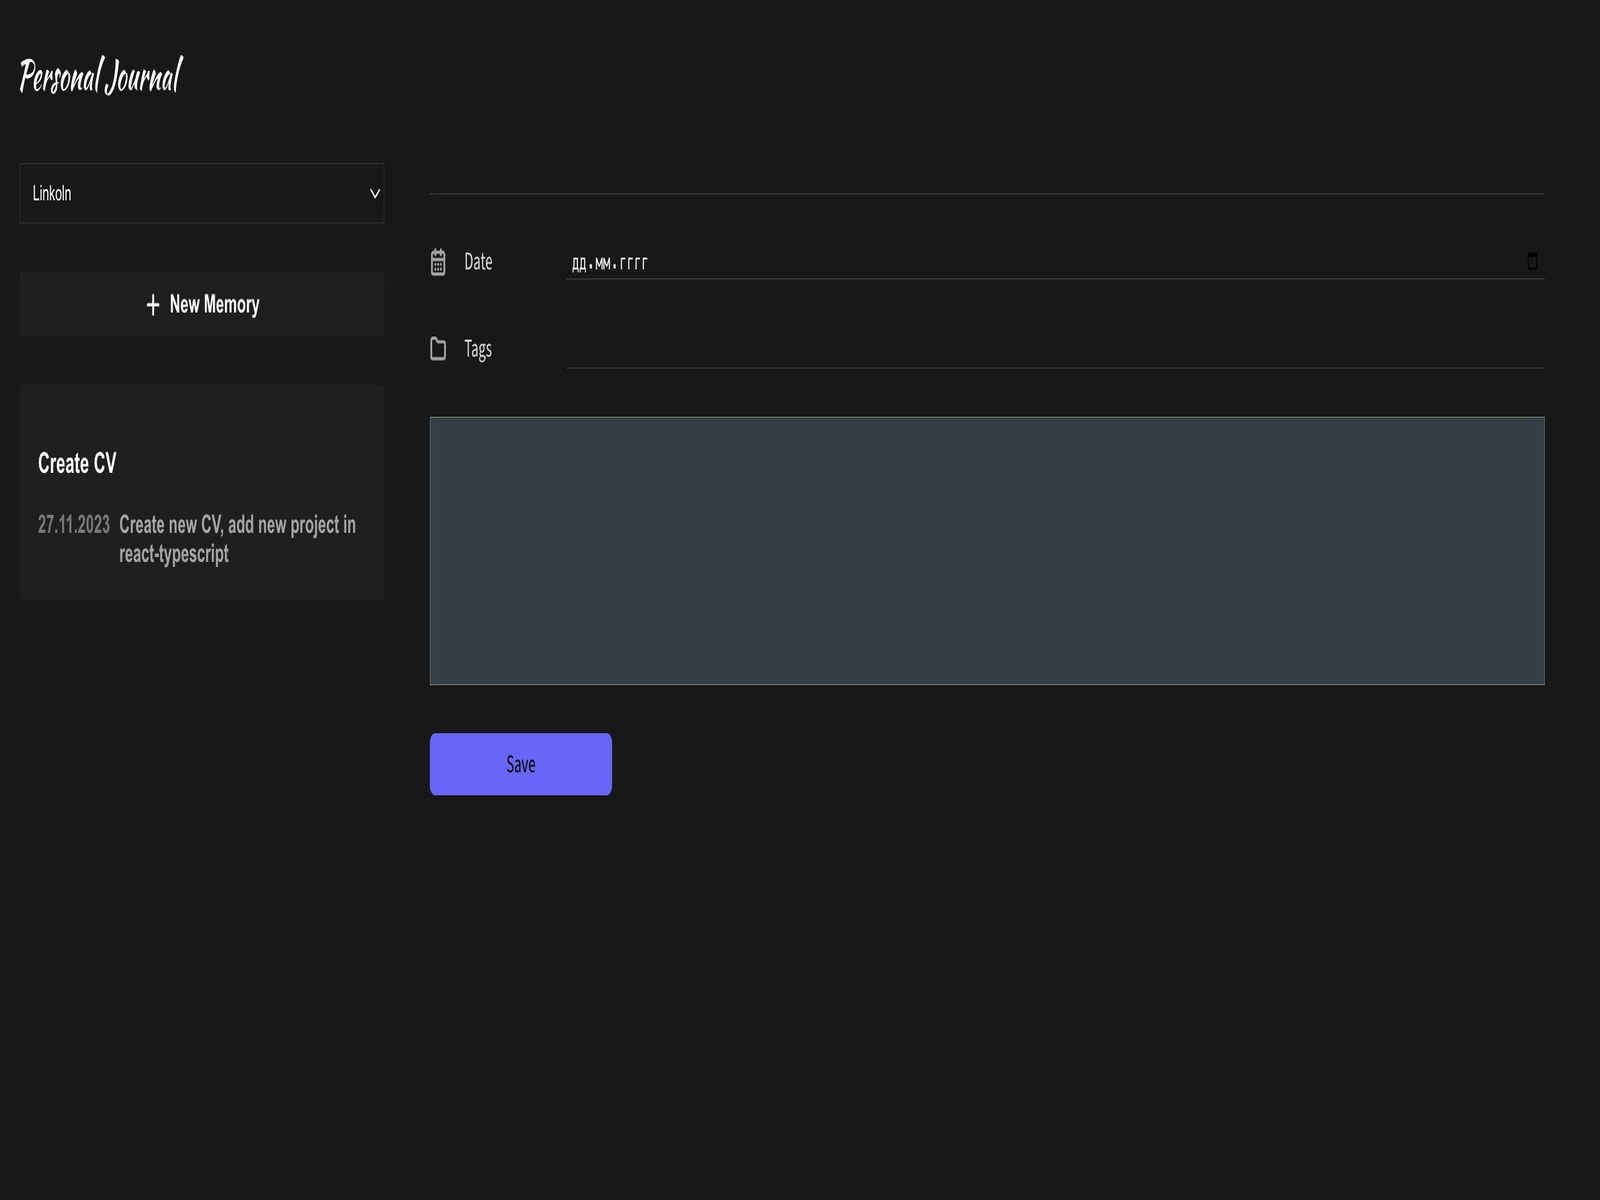 Personal Journal
Linkoln
New Memory
Create CV
27.11.2023 Create new CV, add new project in
react-typescript
Date
дд.мм.гггг
Tags
Save